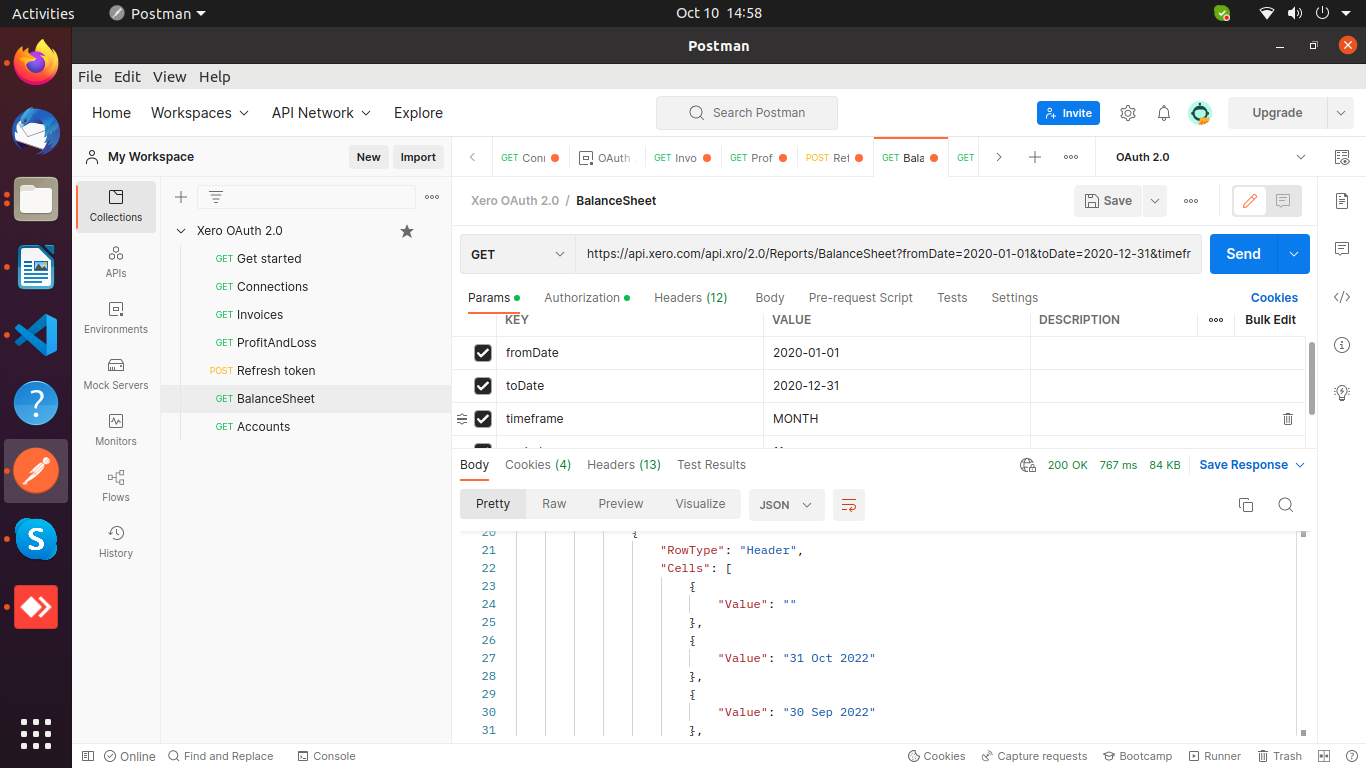 Activities Postman Oct 10 14:58
Postman
File Edit View Help
Home Workspaces API Network Explore Search Postman Invite Upgrade
My Workspace New Import
GET Con OAuth GET Invo GET Prof POST Ref GET Bala GET OAuth 2.0
Collections
APIs
Environments
Mock Servers
Monitors
Flows
History
Xero OAuth 2.0
GET Get started
GET Connections
GET Invoices
GET ProfitAndLoss
POST Refresh token
GET BalanceSheet
GET Accounts
Xero OAuth 2.0 / BalanceSheet Save
GET https://api.xero.com/api.xro/2.0/Reports/BalanceSheet?fromDate=2020-01-01&toDate=2020-12-31&timefr Send
Params Authorization Headers (12) Body Pre-request Script Tests Settings Cookies
KEY VALUE DESCRIPTION Bulk Edit
fromDate 2020-01-01
toDate 2020-12-31
timeframe MONTH
Body Cookies (4) Headers (13) Test Results 200 OK 767 ms 84 KB Save Response
Pretty Raw Preview Visualize JSON
20 {
21 "RowType": "Header",
22 "Cells": [
23 {
24 "Value": ""
25 },
26 {
27 "Value": "31 Oct 2022"
28 },
29 {
30 "Value": "30 Sep 2022"
31 },
Online Find and Replace Console Cookies Capture requests Bootcamp Runner Trash